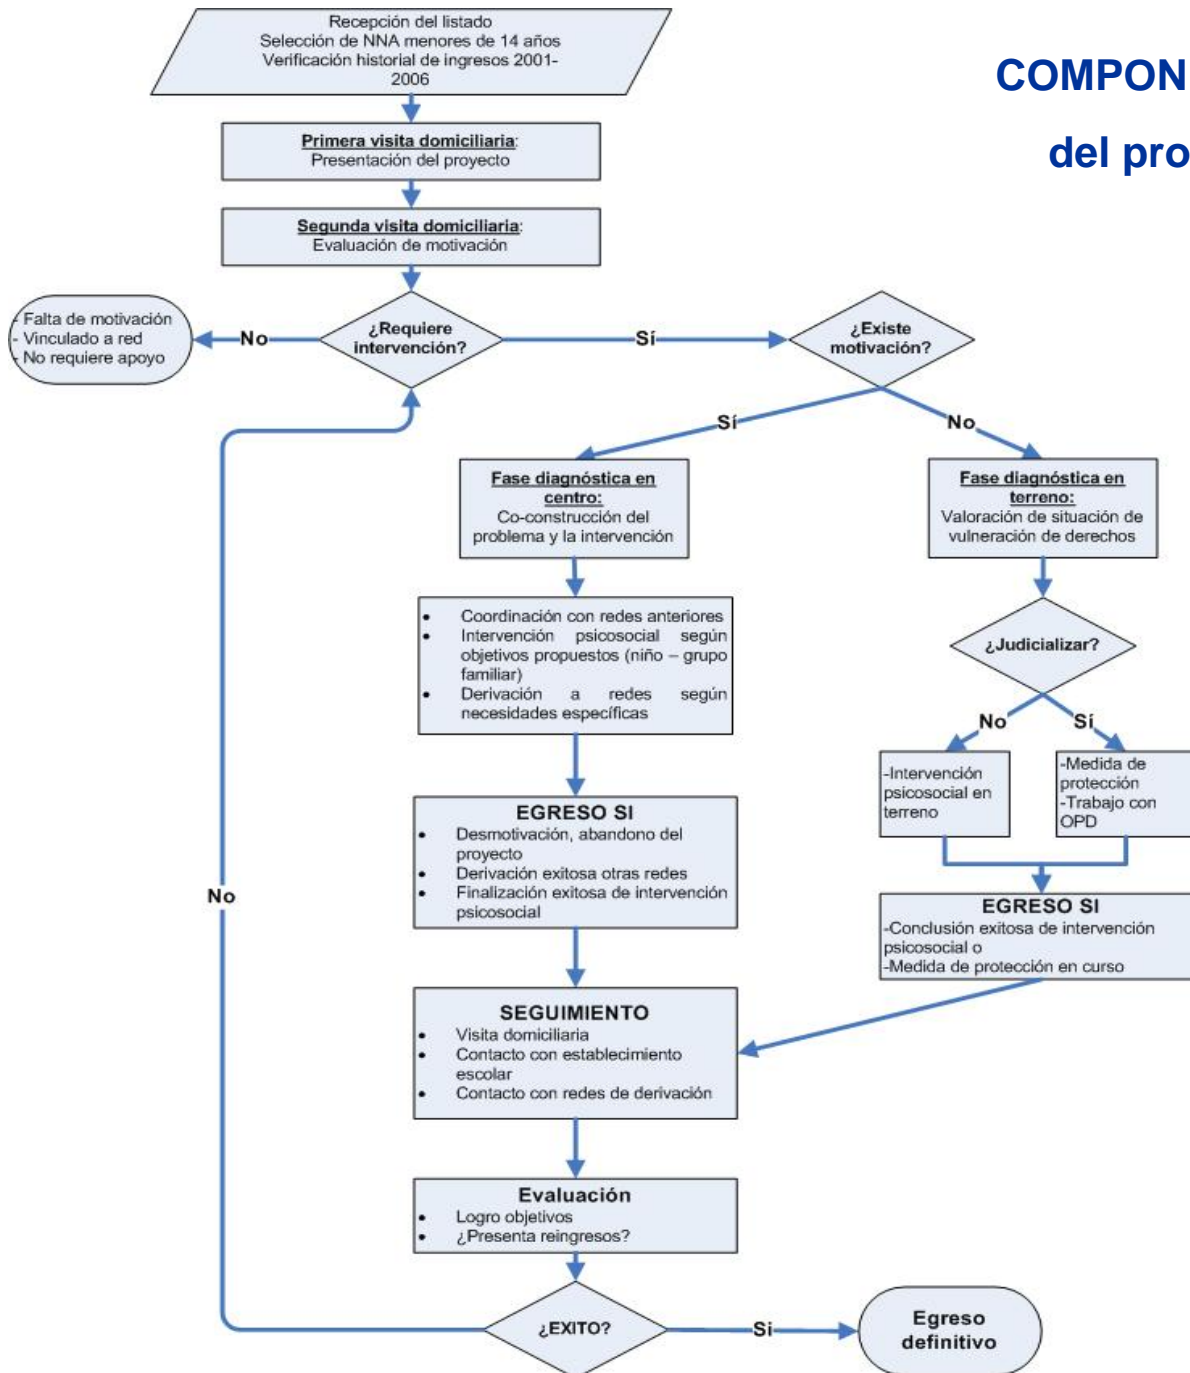 Recepción del listado
Selección de NNA menores de 14 años
Verificación historial de ingresos 2001-
2006
COMPON
del pro
Primera visita domiciliaria:
Presentación del proyecto
Segunda visita domiciliaria:
Evaluación de motivación
- Falta de motivación
- Vinculado a red
- No requiere apoyo
No
¿Requiere
intervención?
Sí
¿Existe
motivación?
Sí
No
Fase diagnóstica en
centro:
Co-construcción del
problema y la intervención
Fase diagnóstica en
terreno:
Valoración de situación de
vulneración de derechos
• Coordinación con redes anteriores
• Intervención psicosocial según
objetivos propuestos (niño – grupo
familiar)
• Derivación a redes según
necesidades específicas
¿Judicializar?
No
Sí
-Intervención
psicosocial en
terreno
-Medida de
protección
-Trabajo con
OPD
EGRESO SI
• Desmotivación, abandono del
proyecto
• Derivación exitosa otras redes
• Finalización exitosa de intervención
psicosocial
No
EGRESO SI
-Conclusión exitosa de intervención
psicosocial o
-Medida de protección en curso
SEGUIMIENTO
• Visita domiciliaria
• Contacto con establecimiento
escolar
• Contacto con redes de derivación
Evaluación
• Logro objetivos
• ¿Presenta reingresos?
¿EXITO?
Si
Egreso
definitivo